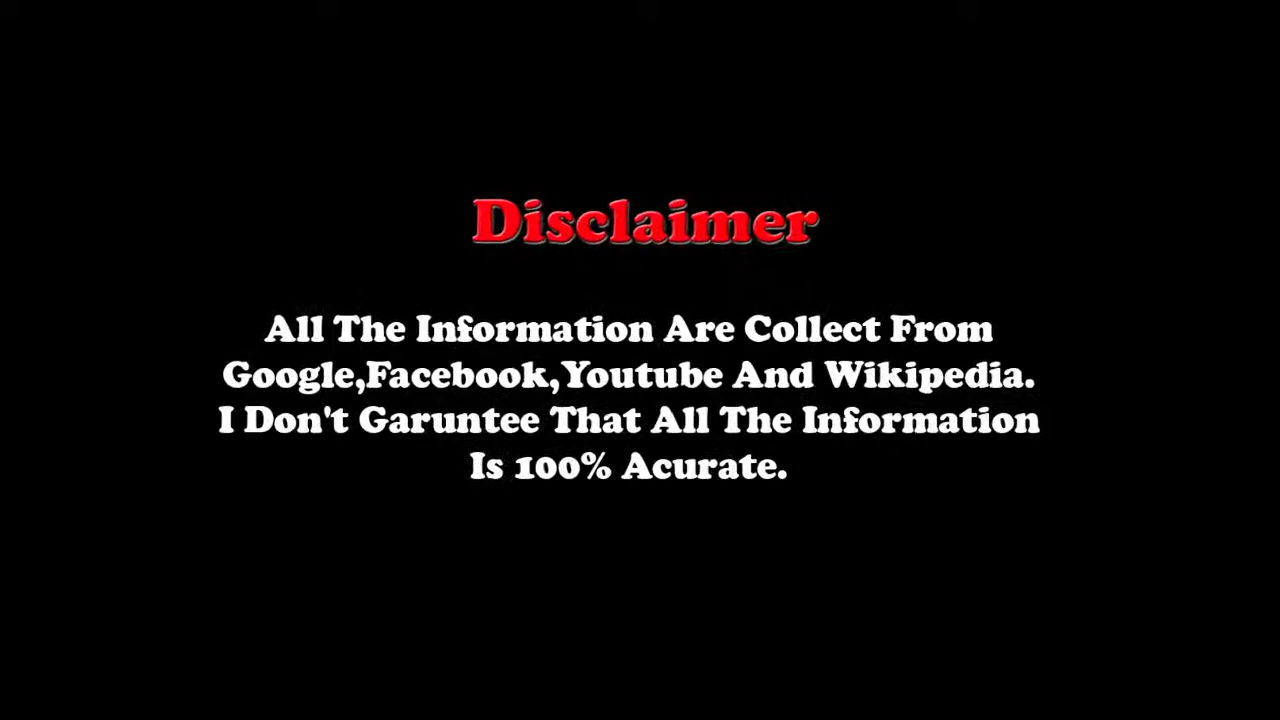 Disclaimer
All The Information Are Collect From
Google,Facebook,Youtube And Wikipedia.
I Don't Garuntee That All The Information
Is 100% Acurate.